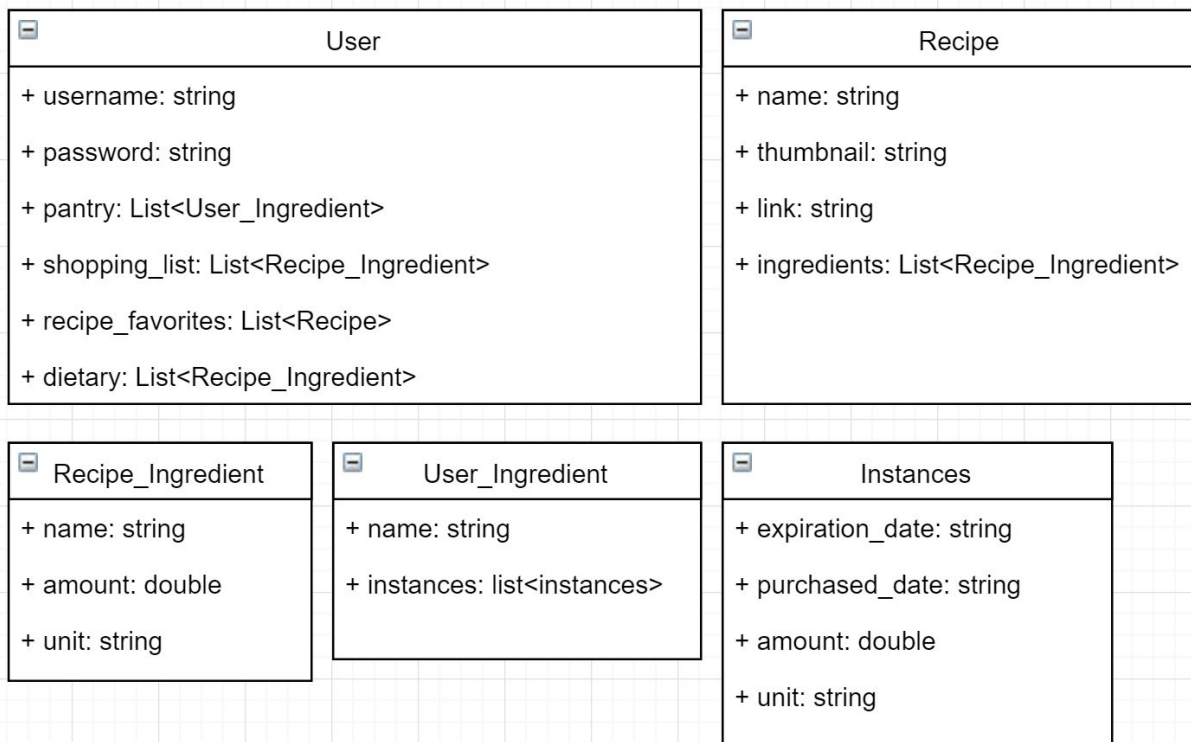 User
+ username: string
+ password: string
+ pantry: List<User_Ingredient>
+ shopping_list: List<Recipe_Ingredient>
+ recipe_favorites: List<Recipe>
+ dietary: List<Recipe_Ingredient>
Recipe
+ name: string
+ thumbnail: string
+ link: string
+ ingredients: List<Recipe_Ingredient>
Recipe_Ingredient
+ name: string
+ amount: double
+ unit: string
User_Ingredient
+ name: string
+ instances: list<instances>
Instances
+ expiration_date: string
+ purchased_date: string
+ amount: double
+ unit: string